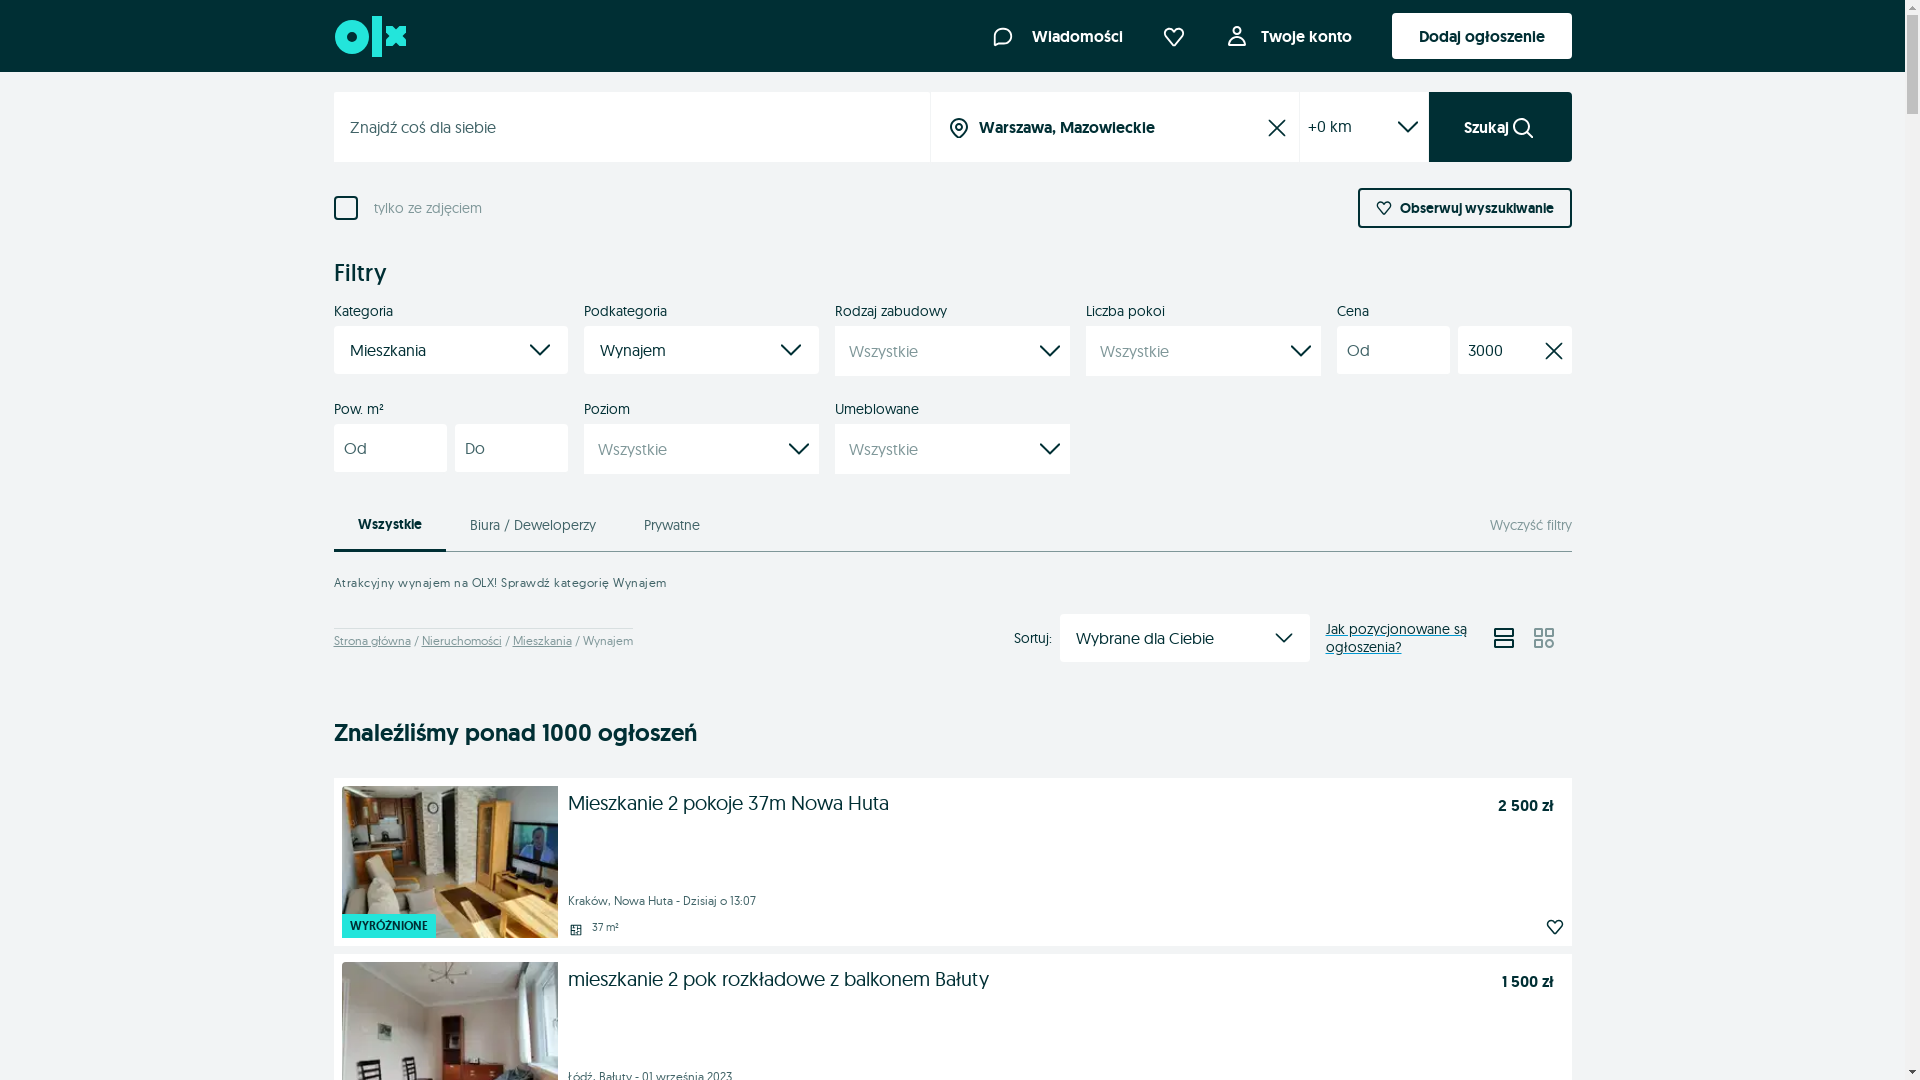 olx
Wiadomości
Twoje konto
Dodaj ogłoszenie
Znajdź coś dla siebie
Warszawa, Mazowieckie
+0 km
Szukaj
tylko ze zdjęciem
Obserwuj wyszukiwanie
Filtry
Kategoria
Podkategoria
Rodzaj zabudowy
Liczba pokoi
Cena
Mieszkania
Wynajem
Wszystkie
Wszystkie
Od
3000
Pow. m²
Poziom
Umeblowane
Od
Do
Wszystkie
Wszystkie
Wszystkie
Biura / Deweloperzy
Prywatne
Wyczyść filtry
Atrakcyjny wynajem na OLX! Sprawdź kategorię Wynajem
Strona główna / Nieruchomości / Mieszkania / Wynajem
Sortuj:
Wybrane dla Ciebie
Jak pozycjonowane są
ogłoszenia?
Znaleźliśmy ponad 1000 ogłoszeń
Mieszkanie 2 pokoje 37m Nowa Huta
2 500 zł
Kraków, Nowa Huta - Dzisiaj o 13:07
WYRÓŻNIONE
37 m²
mieszkanie 2 pok rozkładowe z balkonem Bałuty
1 500 zł
Łódź, Bałuty - 01 września 2023